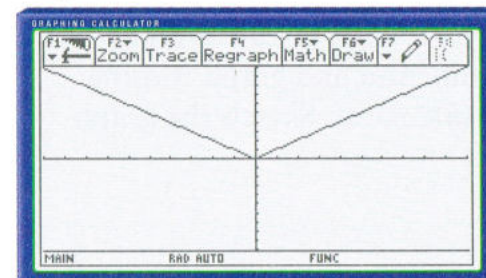 GRAPHING CALCULATOR
F1 F2 F3 F4 F5 F6 F7
Zoom Trace Regraph Math Draw
MAIN RAD AUTO FUNC